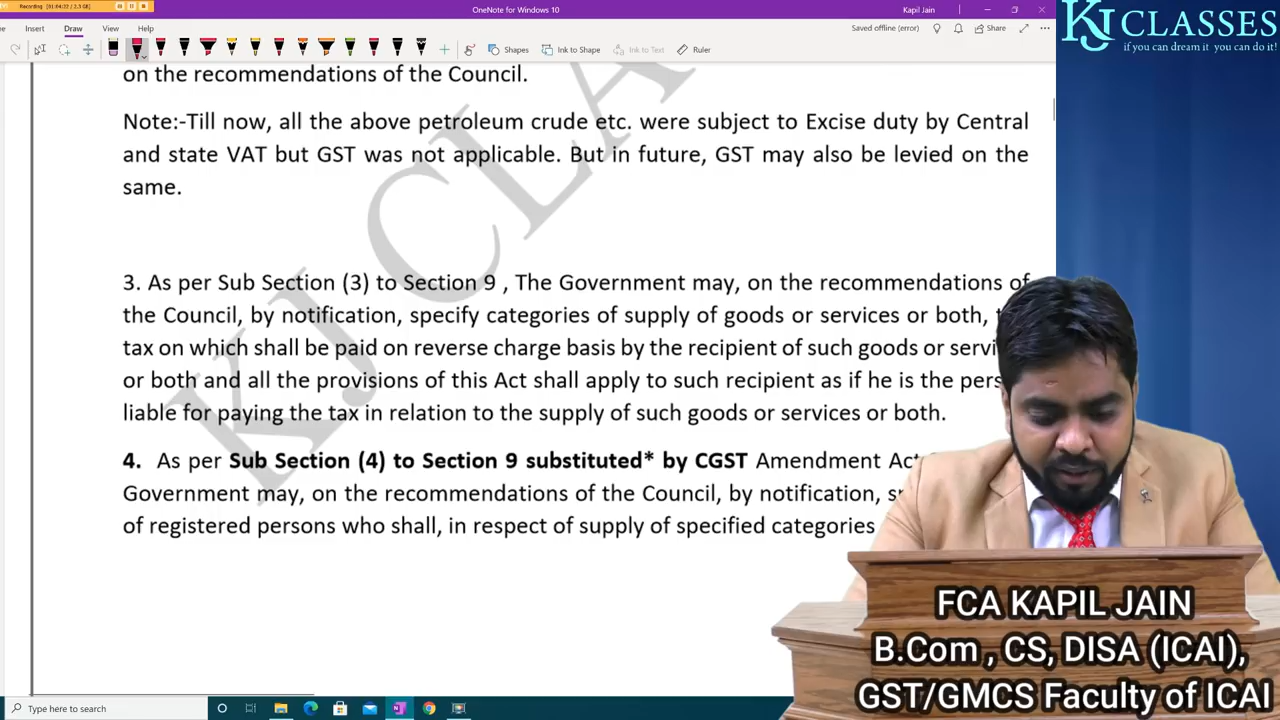 Recording [01:04:22 / 2.3 GB]
OneNote for Windows 10
Kapil Jain
Insert Draw View Help
Saved offline (error)
Share
Shapes Ink to Shape Ink to Text Ruler
KJ CLASSES
if you can dream it you can do it!
on the recommendations of the Council.
Note:-Till now, all the above petroleum crude etc. were subject to Excise duty by Central
and state VAT but GST was not applicable. But in future, GST may also be levied on the
same.
3. As per Sub Section (3) to Section 9 , The Government may, on the recommendations of
the Council, by notification, specify categories of supply of goods or services or both,
tax on which shall be paid on reverse charge basis by the recipient of such goods or
or both and all the provisions of this Act shall apply to such recipient as if he is the
liable for paying the tax in relation to the supply of such goods or services or both.
4. As per Sub Section (4) to Section 9 substituted* by CGST Amendment
Government may, on the recommendations of the Council, by notification,
of registered persons who shall, in respect of supply of specified categories
KJ CLA
FCA KAPIL JAIN
B.Com , CS, DISA (ICAI),
GST/GMCS Faculty of ICAI
Type here to search